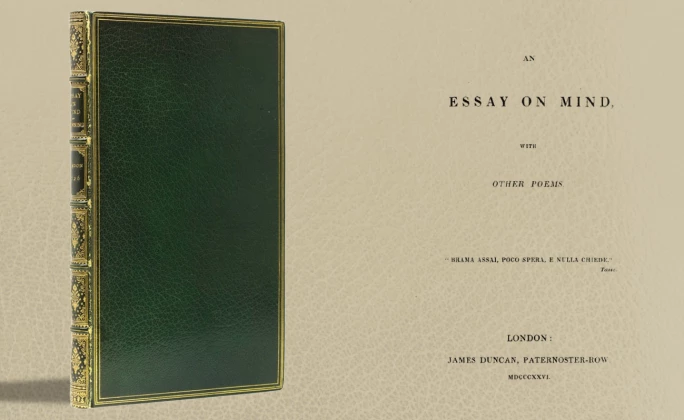 AN
ESSAY ON MIND,
WITH
OTHER POEMS
"BRAMA ASSAI, POCO SPERA, E NULLA CHIEDE."
Tasso.
LONDON:
JAMES DUNCAN, PATERNOSTER-ROW
MDCCCXXVI.